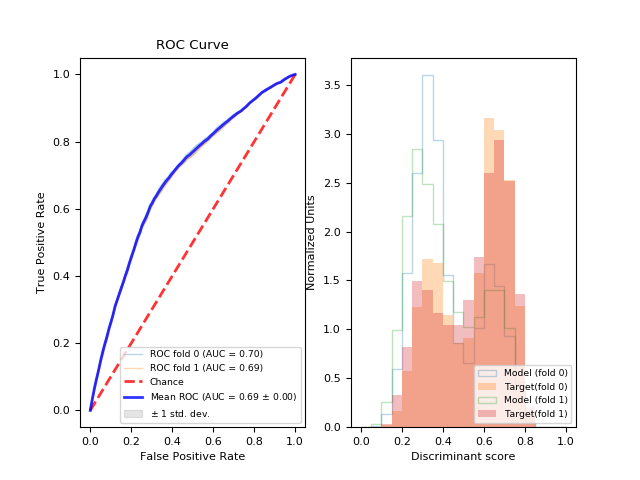 ROC Curve
True Positive Rate
1.0
0.8
0.6
0.4
0.2
0.0
ROC fold 0 (AUC = 0.70)
ROC fold 1 (AUC = 0.69)
Chance
Mean ROC (AUC = 0.69 ± 0.00)
± 1 std. dev.
0.0 0.2 0.4 0.6 0.8 1.0
False Positive Rate
Normalized Units
3.5
3.0
2.5
2.0
1.5
1.0
0.5
0.0
Model (fold 0)
Target(fold 0)
Model (fold 1)
Target(fold 1)
0.0 0.2 0.4 0.6 0.8 1.0
Discriminant score